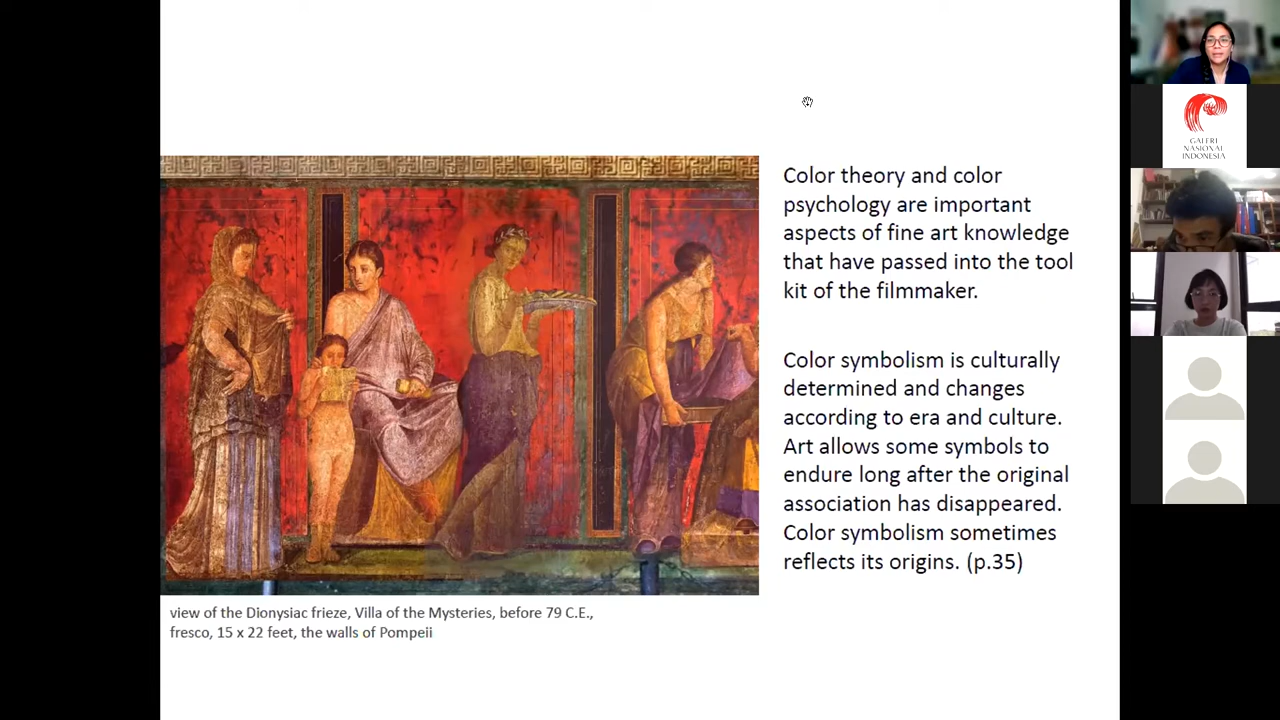 Color theory and color
psychology are important
aspects of fine art knowledge
that have passed into the tool
kit of the filmmaker.
Color symbolism is culturally
determined and changes
according to era and culture.
Art allows some symbols to
endure long after the original
association has disappeared.
Color symbolism sometimes
reflects its origins. (p.35)
view of the Dionysiac frieze, Villa of the Mysteries, before 79 C.E.,
fresco, 15 x 22 feet, the walls of Pompeii
GALERI
NASIONAL
INDONESIA